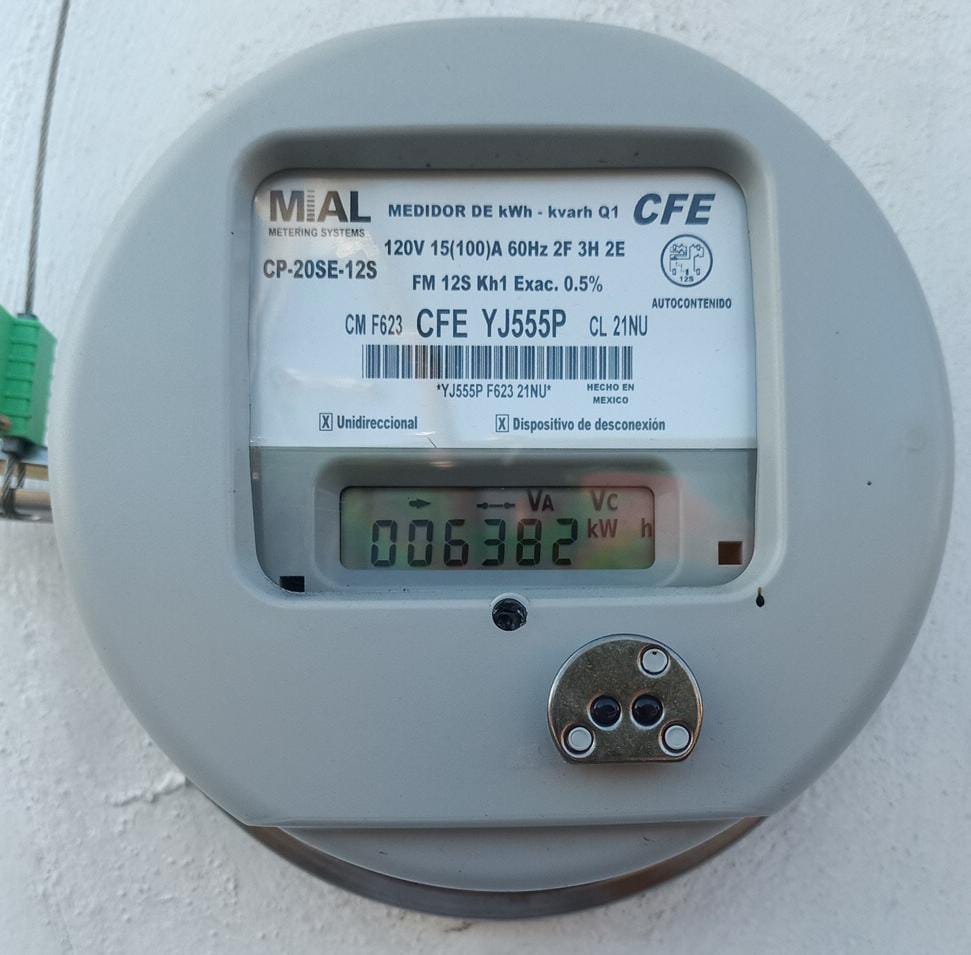 MIAL
METERING SYSTEMS
MEDIDOR DE kWh - kvarh Q1
CFE
120V 15(100)A 60Hz 2F 3H 2E
CP-20SE-12S
FM 12S Kh1 Exac. 0.5%
12S
AUTOCONTENIDO
CM F623 CFE YJ555P CL 21NU
*YJ555P F623 21NU*
HECHO EN
MEXICO
X Unidireccional
X Dispositivo de desconexión
VA VC
006382 kW h